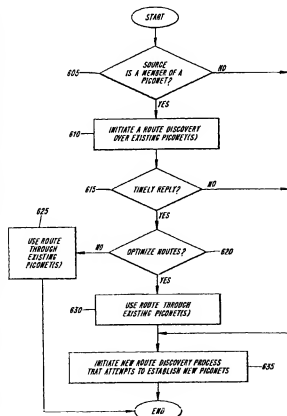 START
605
SOURCE
IS A MEMBER OF A
PICONET?
NO
YES
610
INITIATE A ROUTE DISCOVERY
OVER EXISTING PICONET(S)
615
TIMELY REPLY?
NO
YES
625
USE ROUTE
THROUGH
EXISTING
PICONET(S)
NO
OPTIMIZE ROUTES?
620
YES
USE ROUTE THROUGH
EXISTING PICONET(S)
630
INITIATE NEW ROUTE DISCOVERY PROCESS
THAT ATTEMPTS TO ESTABLISH NEW PICONETS
635
END